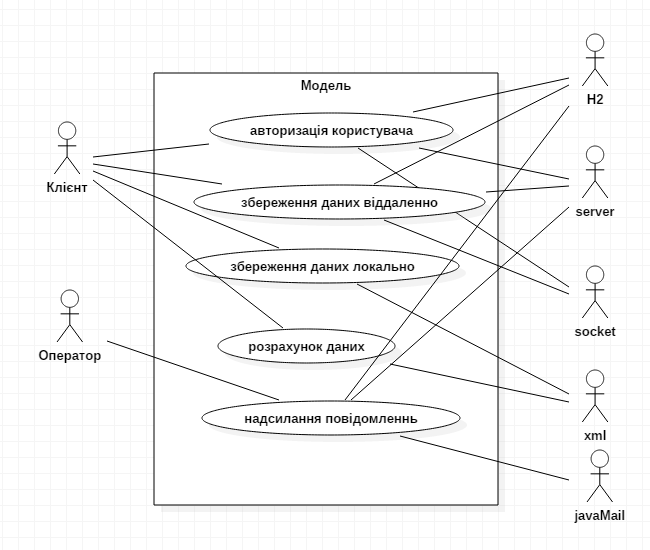 Модель
H2
авторизація користувача
Клієнт
збереження даних віддаленно
server
збереження даних локально
socket
розрахунок даних
Оператор
надсилання повідомленнь
xml
javaMail